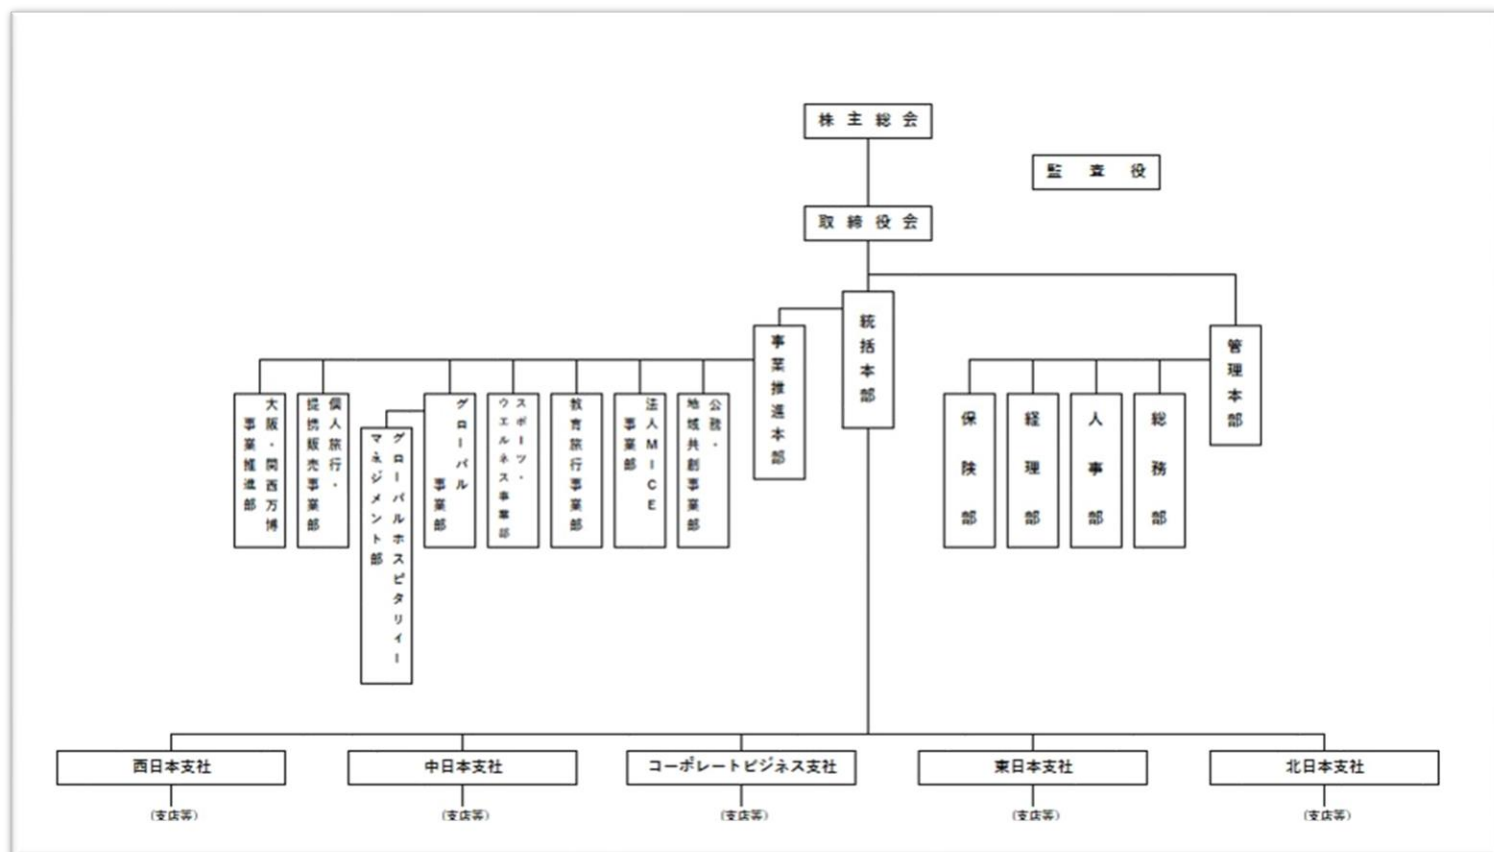 株主総会
監査役
取締役会
統括本部
事業推進本部
管理本部
大阪・関西万博
事業推進部
個人旅行・
提携販売事業部
グローバル
事業部
グローバルホスピタリイー
マネジメント部
スポーツ・
ウエルネス事業部
教育旅行事業部
法人MICE
事業部
公務・
地域共創事業部
保険部
経理部
人事部
総務部
西日本支社
中日本支社
コーポレートビジネス支社
東日本支社
北日本支社
(支店等)
(支店等)
(支店等)
(支店等)
(支店等)